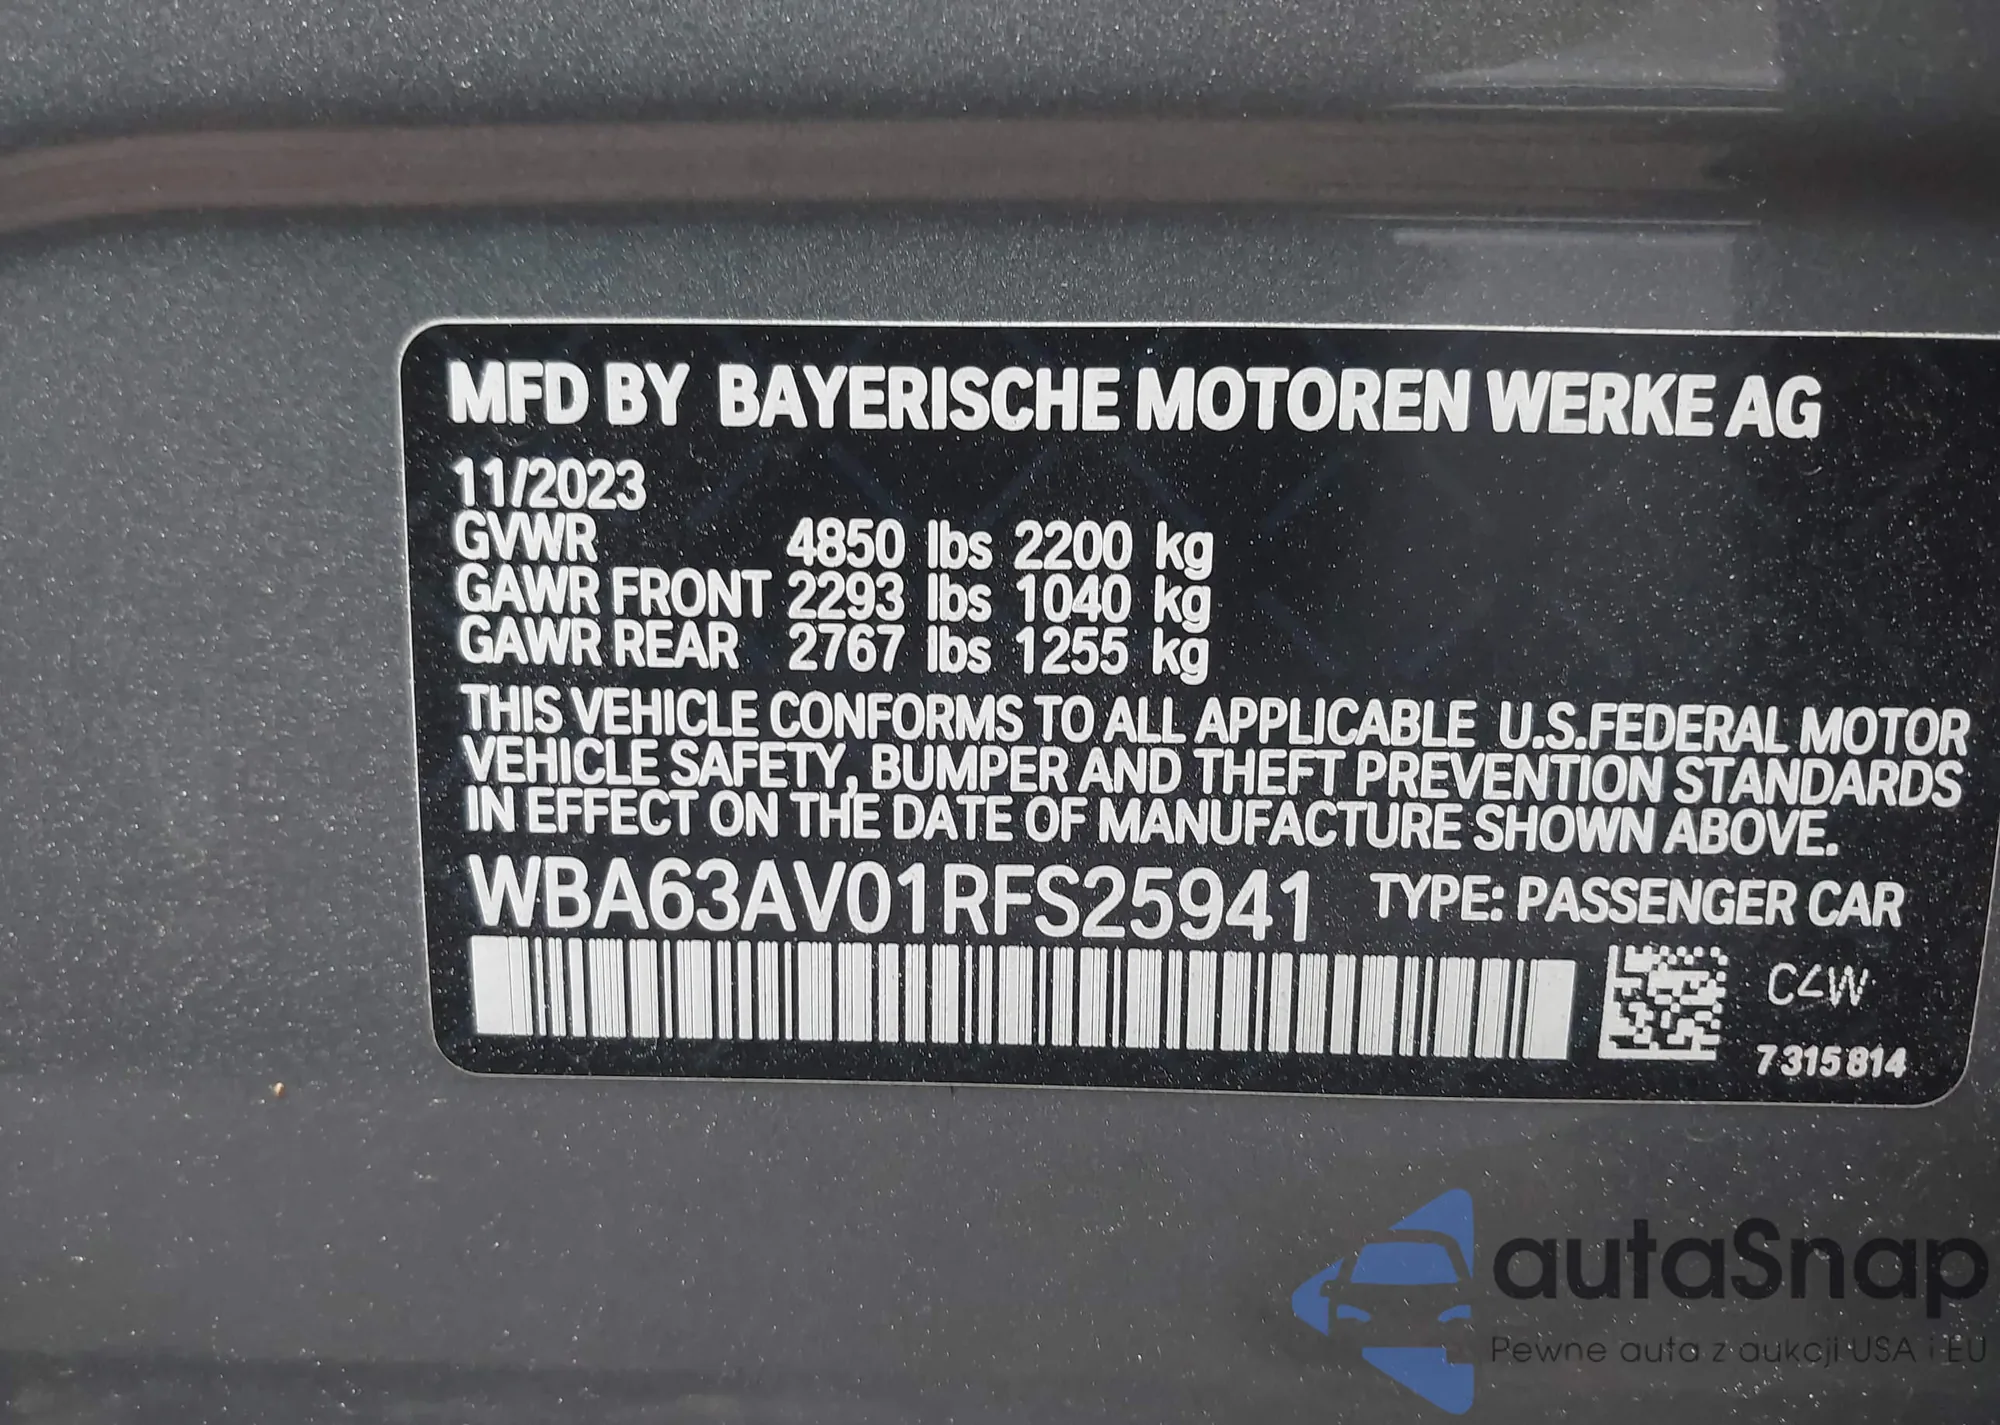 MFD BY BAYERISCHE MOTOREN WERKE AG
11/2023
GVWR 4850 lbs 2200 kg
GAWR FRONT 2293 lbs 1040 kg
GAWR REAR 2767 lbs 1255 kg
THIS VEHICLE CONFORMS TO ALL APPLICABLE U.S.FEDERAL MOTOR
VEHICLE SAFETY, BUMPER AND THEFT PREVENTION STANDARDS
IN EFFECT ON THE DATE OF MANUFACTURE SHOWN ABOVE.
WBA63AV01RFS25941 TYPE: PASSENGER CAR
C4W
7315814
autaSnap
Pewne auta z aukcji USA i EU